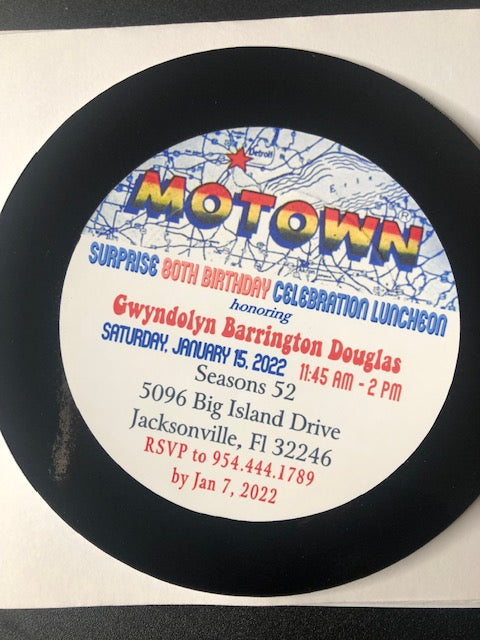 Detroit
MOTOWN®
SURPRISE 80TH BIRTHDAY CELEBRATION LUNCHEON
honoring
Gwyndolyn Barrington Douglas
SATURDAY, JANUARY 15, 2022 11:45 AM - 2 PM
Seasons 52
5096 Big Island Drive
Jacksonville, Fl 32246
RSVP to 954.444.1789
by Jan 7, 2022